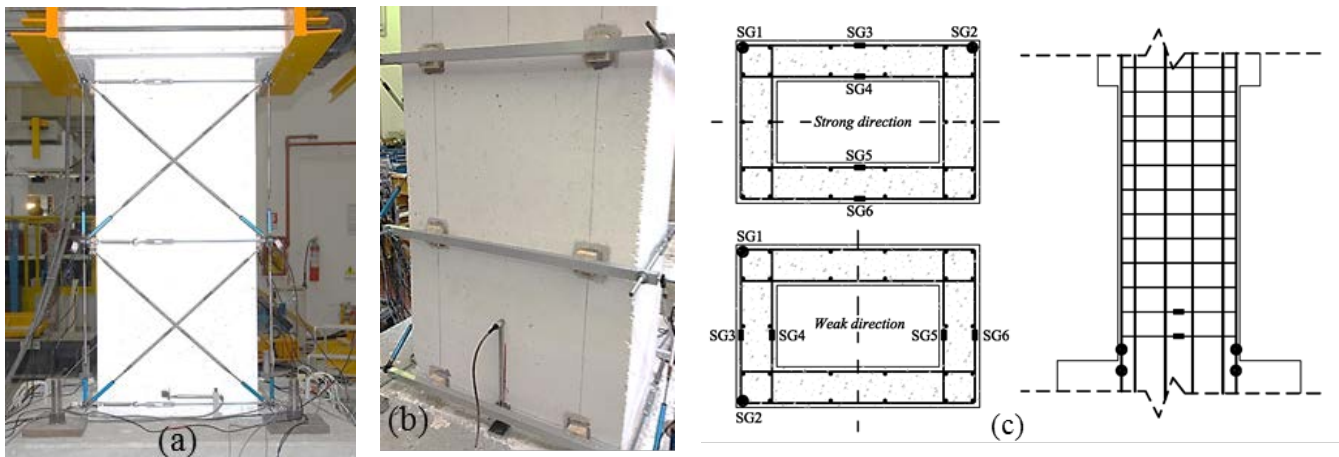 (a)
(b)
SG1 SG3 SG2
SG4
Strong direction
SG5
SG6
SG1
Weak direction
SG3 SG4 SG5 SG6
SG2
(c)